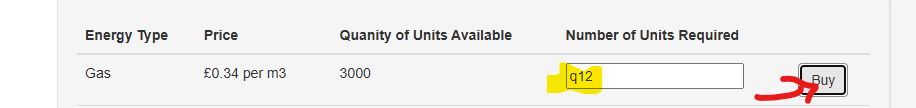 Energy Type Price Quanity of Units Available Number of Units Required
Gas £0.34 per m3 3000 q12 Buy